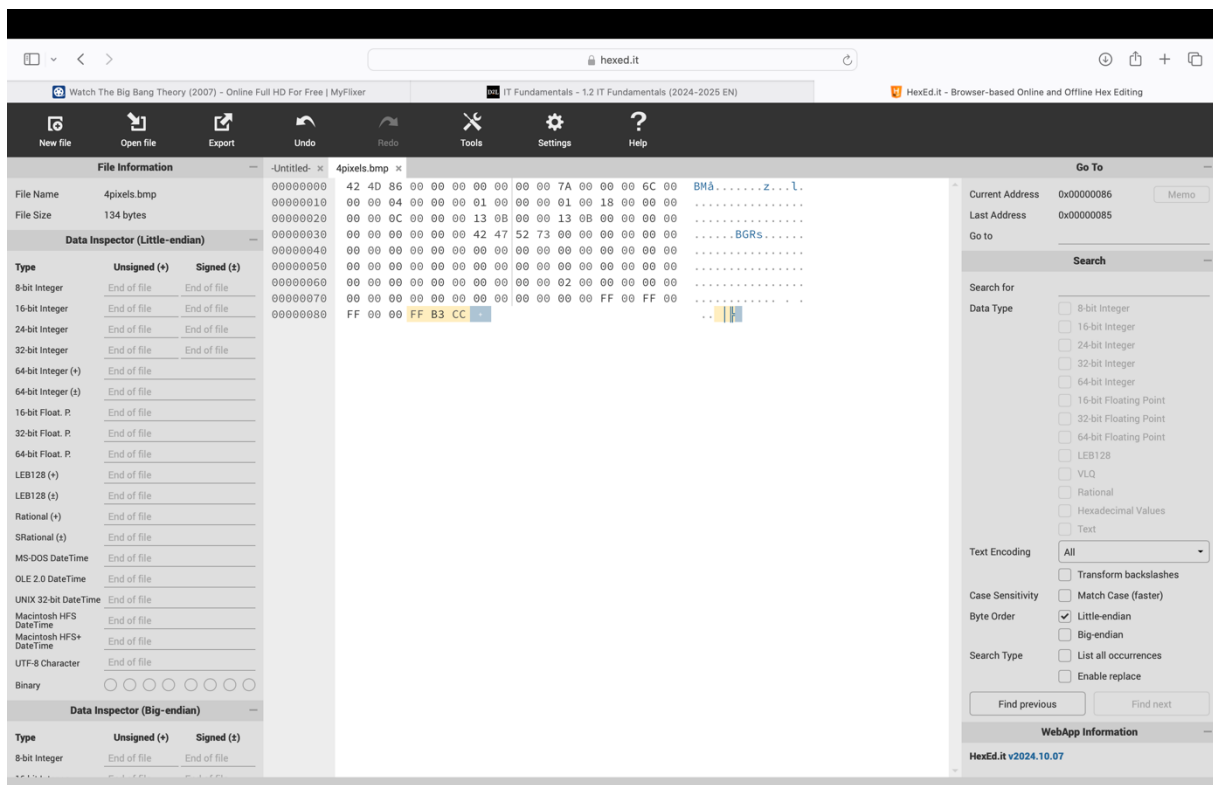 hexed.it
Watch The Big Bang Theory (2007) - Online Full HD For Free | MyFlixer
D2L IT Fundamentals - 1.2 IT Fundamentals (2024-2025 EN)
HexEd.it - Browser-based Online and Offline Hex Editing
New file Open file Export Undo Redo Tools Settings Help
File Information
File Name 4pixels.bmp
File Size 134 bytes
Data Inspector (Little-endian)
Type Unsigned (+) Signed (±)
8-bit Integer End of file End of file
16-bit Integer End of file End of file
24-bit Integer End of file End of file
32-bit Integer End of file End of file
64-bit Integer (+) End of file
64-bit Integer (±) End of file
16-bit Float. P. End of file
32-bit Float. P. End of file
64-bit Float. P. End of file
LEB128 (+) End of file
LEB128 (±) End of file
Rational (+) End of file
SRational (±) End of file
MS-DOS DateTime End of file
OLE 2.0 DateTime End of file
UNIX 32-bit DateTime End of file
Macintosh HFS
DateTime End of file
Macintosh HFS+
DateTime End of file
UTF-8 Character End of file
Binary
Data Inspector (Big-endian)
Type Unsigned (+) Signed (±)
8-bit Integer End of file End of file
-Untitled- × 4pixels.bmp ×
00000000 42 4D 86 00 00 00 00 00 00 00 7A 00 00 00 6C 00 BMå.......z...l.
00000010 00 00 04 00 00 00 01 00 00 00 01 00 18 00 00 00 ................
00000020 00 00 0C 00 00 00 13 0B 00 00 13 0B 00 00 00 00 ................
00000030 00 00 00 00 00 00 42 47 52 73 00 00 00 00 00 00 ......BGRs......
00000040 00 00 00 00 00 00 00 00 00 00 00 00 00 00 00 00 ................
00000050 00 00 00 00 00 00 00 00 00 00 00 00 00 00 00 00 ................
00000060 00 00 00 00 00 00 00 00 00 00 02 00 00 00 00 00 ................
00000070 00 00 00 00 00 00 00 00 00 00 00 00 FF 00 FF 00 ............ . .
00000080 FF 00 00 FF B3 CC .. │╠
Go To
Current Address 0x00000086 Memo
Last Address 0x00000085
Go to
Search
Search for
Data Type 8-bit Integer
16-bit Integer
24-bit Integer
32-bit Integer
64-bit Integer
16-bit Floating Point
32-bit Floating Point
64-bit Floating Point
LEB128
VLQ
Rational
Hexadecimal Values
Text
Text Encoding All
Transform backslashes
Case Sensitivity Match Case (faster)
Byte Order Little-endian
Big-endian
Search Type List all occurrences
Enable replace
Find previous Find next
WebApp Information
HexEd.it v2024.10.07